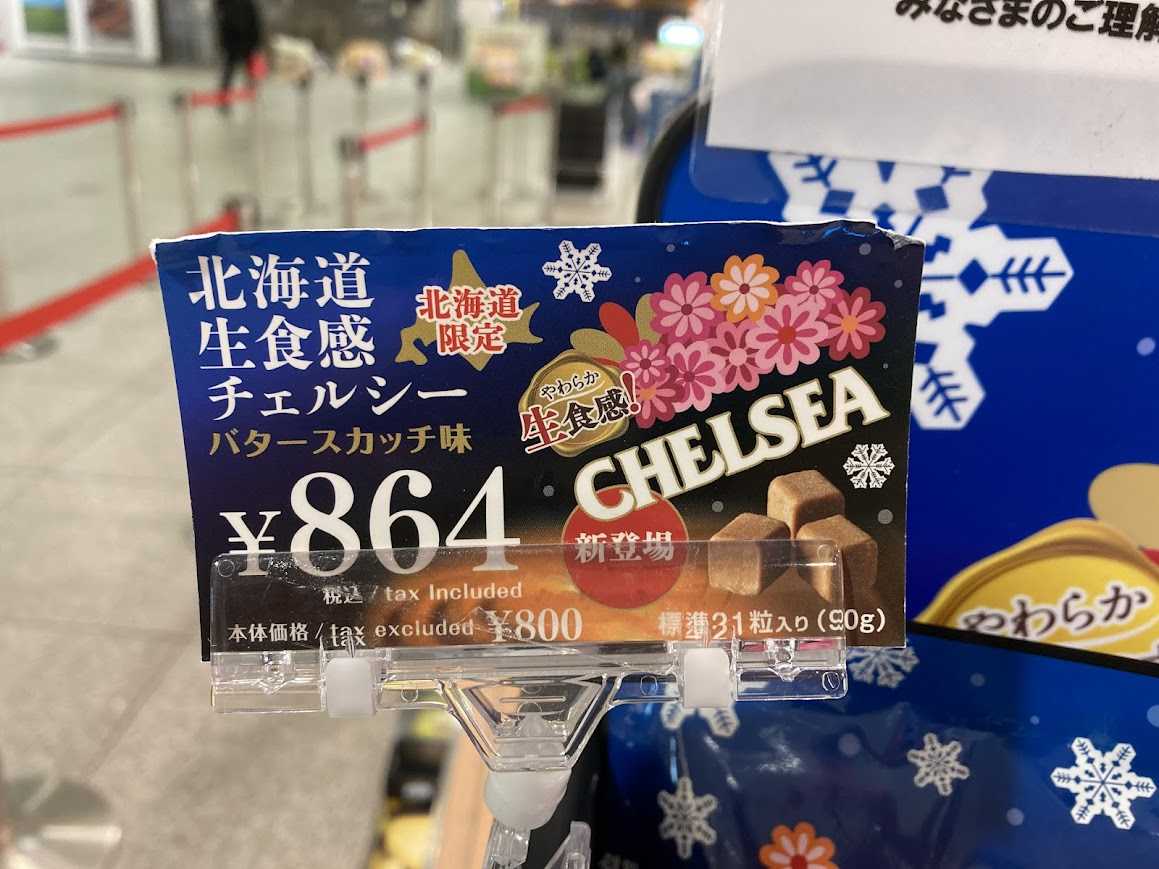 みなさまのご理解
北海道
生食感
チェルシー
バタースカッチ味
¥864
税込 / tax Included
本体価格 / tax excluded ¥800
北海道
限定
やわらか
生食感!
CHELSEA
新登場
標準31粒入り (90g)
やわらか